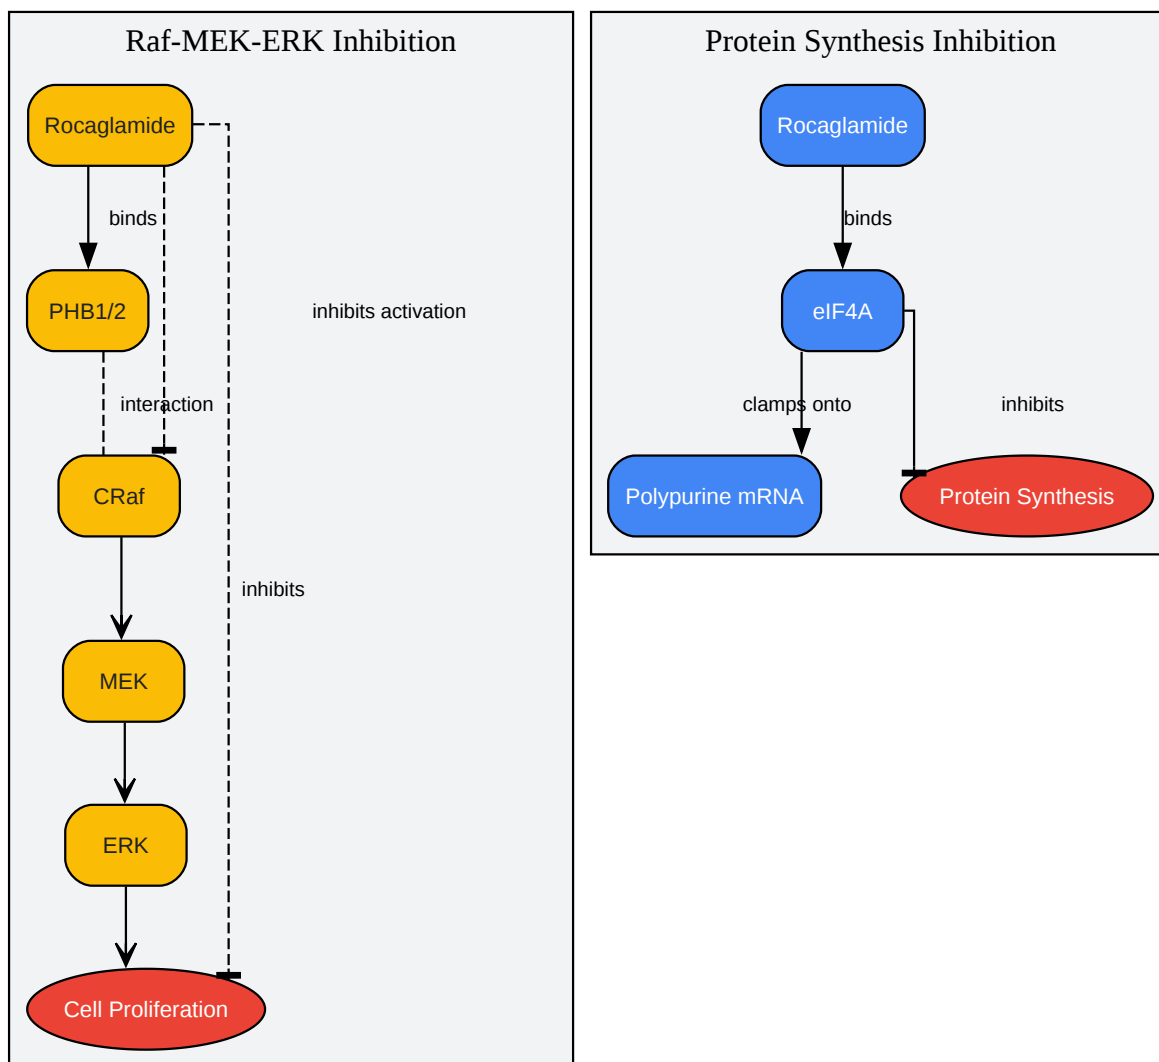 Raf-MEK-ERK Inhibition
Rocaglamide
binds
PHB1/2
inhibits activation
interaction
CRaf
inhibits
MEK
ERK
Cell Proliferation
Protein Synthesis Inhibition
Rocaglamide
binds
eIF4A
clamps onto
inhibits
Polypurine mRNA
Protein Synthesis